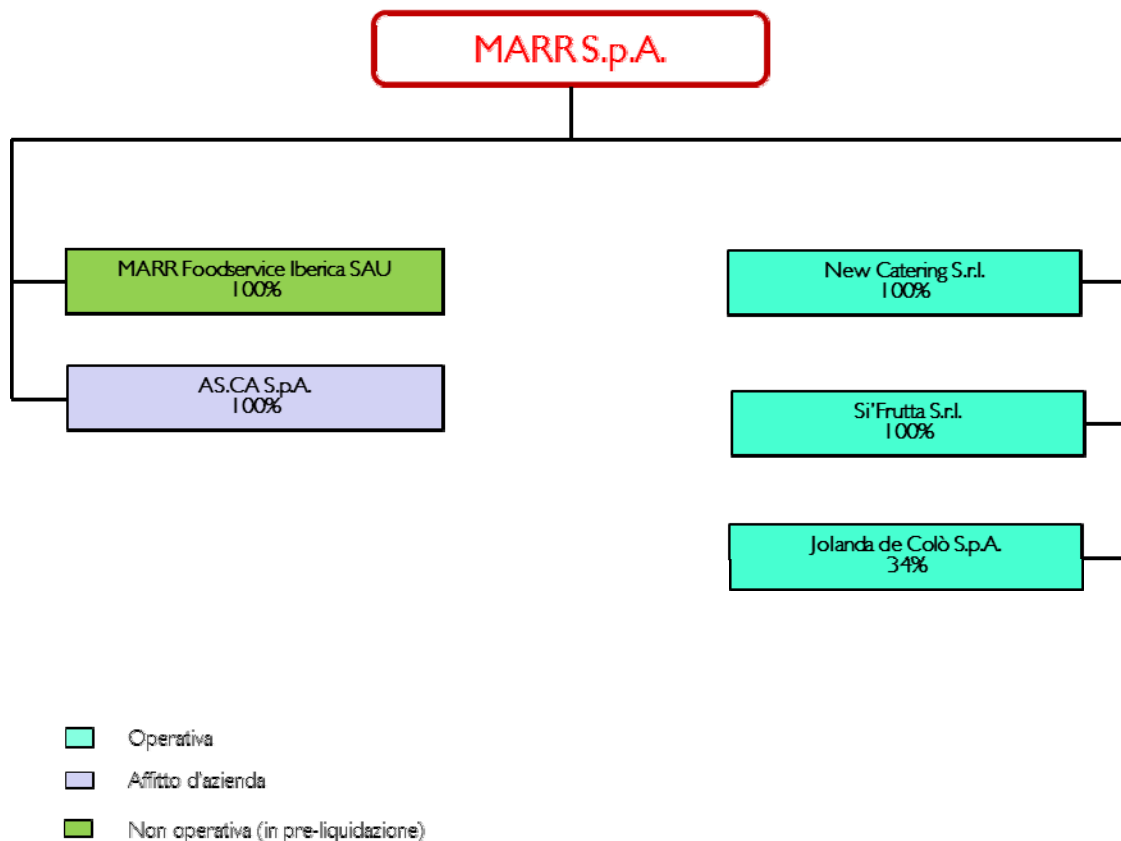 MARR S.p.A.
MARR Foodservice Iberica SAU
100%
AS.CA S.p.A.
100%
New Catering S.r.l.
100%
Si'Frutta S.r.l.
100%
Jolanda de Colò S.p.A.
34%
Operativa
Affitto d'azienda
Non operativa (in pre-liquidazione)